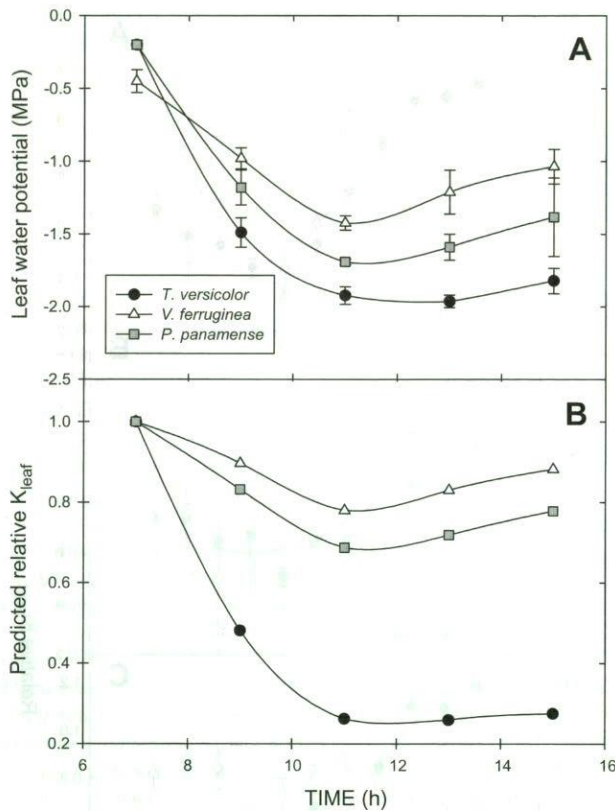 A
Leaf water potential (MPa)
0.0
-0.5
-1.0
-1.5
-2.0
-2.5
T. versicolor
V. ferruginea
P. panamense
B
Predicted relative Kleaf
1.0
0.8
0.6
0.4
0.2
6 8 10 12 14 16
TIME (h)